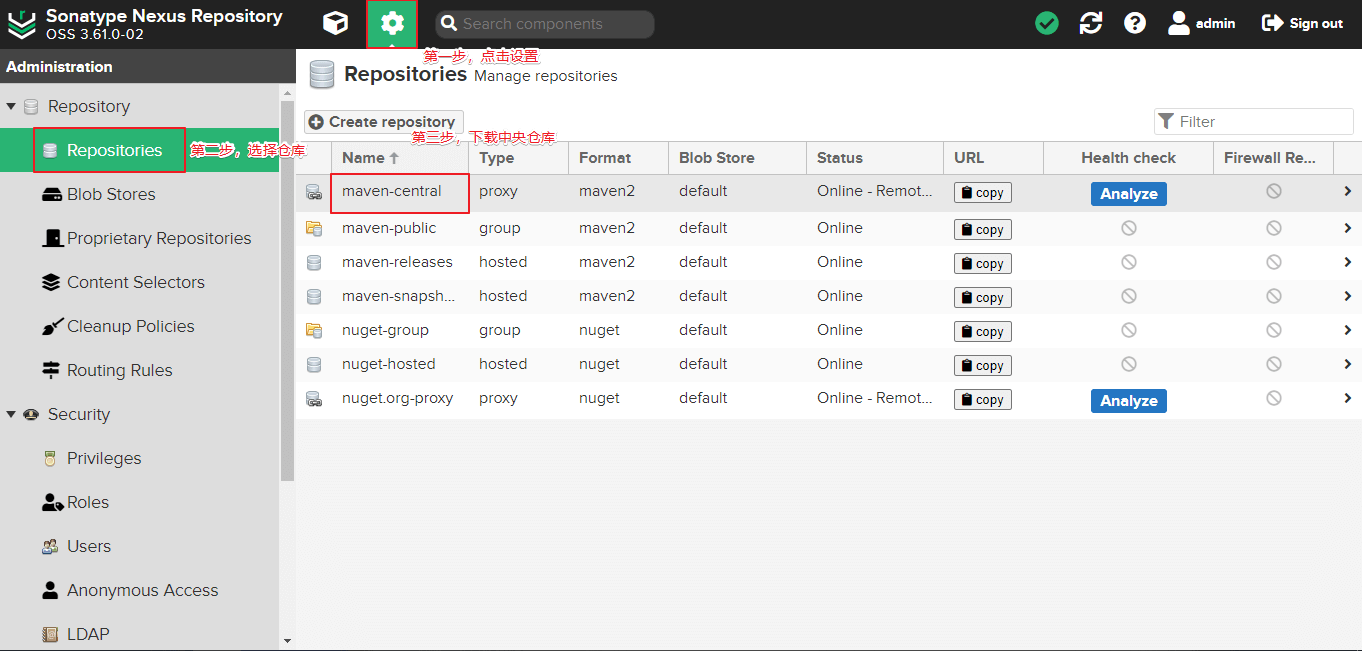 Sonatype Nexus Repository
OSS 3.61.0-02
Search components
admin
Sign out
第一步，点击设置
Administration
Repositories Manage repositories
Repository
Create repository
Filter
第三步，下载中央仓库
Repositories
第二步，选择仓库
Blob Stores
Proprietary Repositories
Content Selectors
Cleanup Policies
Routing Rules
Security
Privileges
Roles
Users
Anonymous Access
LDAP
Name Type Format Blob Store Status URL Health check Firewall Re...
maven-central proxy maven2 default Online - Remot... copy Analyze
maven-public group maven2 default Online copy
maven-releases hosted maven2 default Online copy
maven-snapsh... hosted maven2 default Online copy
nuget-group group nuget default Online copy
nuget-hosted hosted nuget default Online copy
nuget.org-proxy proxy nuget default Online - Remot... copy Analyze